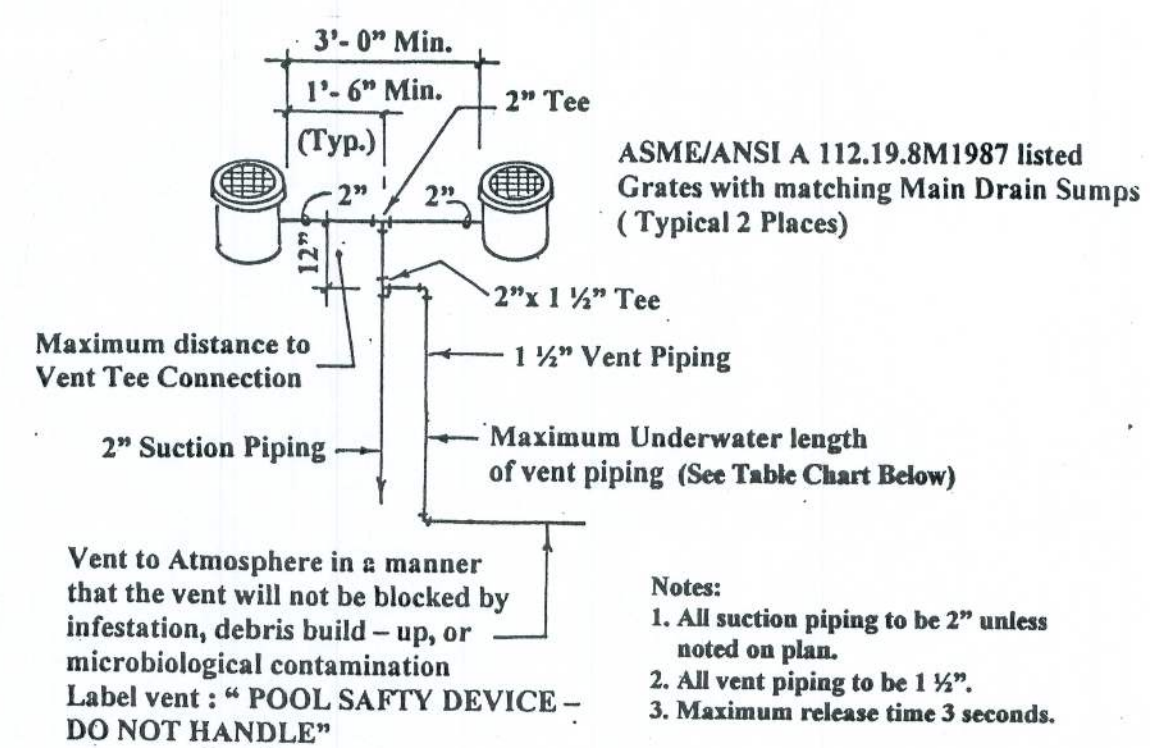 3'- 0” Min.
1'- 6” Min.
2” Tee
(Typ.)
ASME/ANSI A 112.19.8M1987 listed
Grates with matching Main Drain Sumps
( Typical 2 Places)
2”
2”
12”
2”x 1 ½” Tee
Maximum distance to
Vent Tee Connection
1 ½” Vent Piping
2” Suction Piping
Maximum Underwater length
of vent piping (See Table Chart Below)
Vent to Atmosphere in a manner
that the vent will not be blocked by
infestation, debris build – up, or
microbiological contamination
Label vent : “ POOL SAFTY DEVICE –
DO NOT HANDLE”
Notes:
1. All suction piping to be 2” unless
noted on plan.
2. All vent piping to be 1 ½”.
3. Maximum release time 3 seconds.